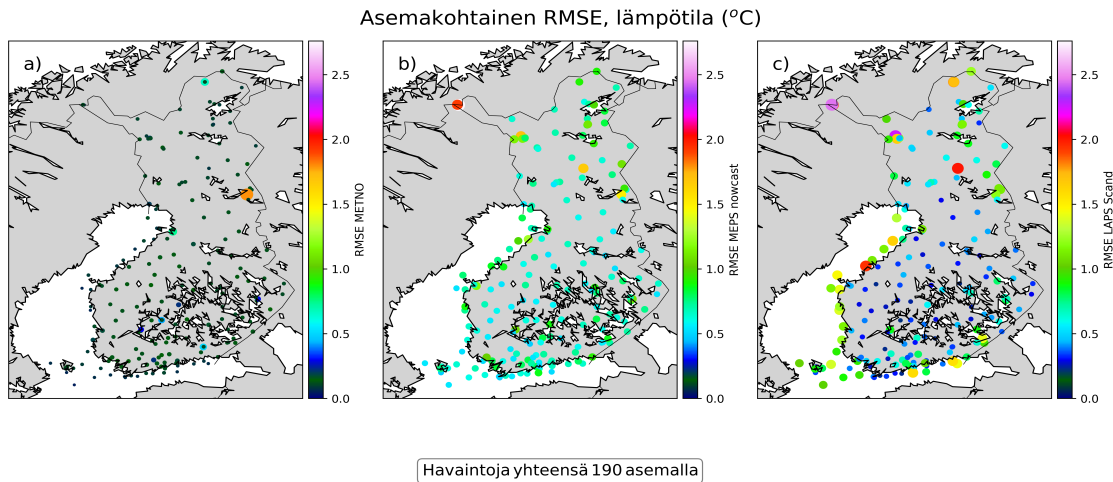 Asemakohtainen RMSE, lämpötila (°C)
a)
b)
c)
2.5
2.0
1.5
1.0
0.5
0.0
RMSE METNO
2.5
2.0
1.5
1.0
0.5
0.0
RMSE MEPS nowcast
2.5
2.0
1.5
1.0
0.5
0.0
RMSE LAPS Scand
Havaintoja yhteensä 190 asemalla